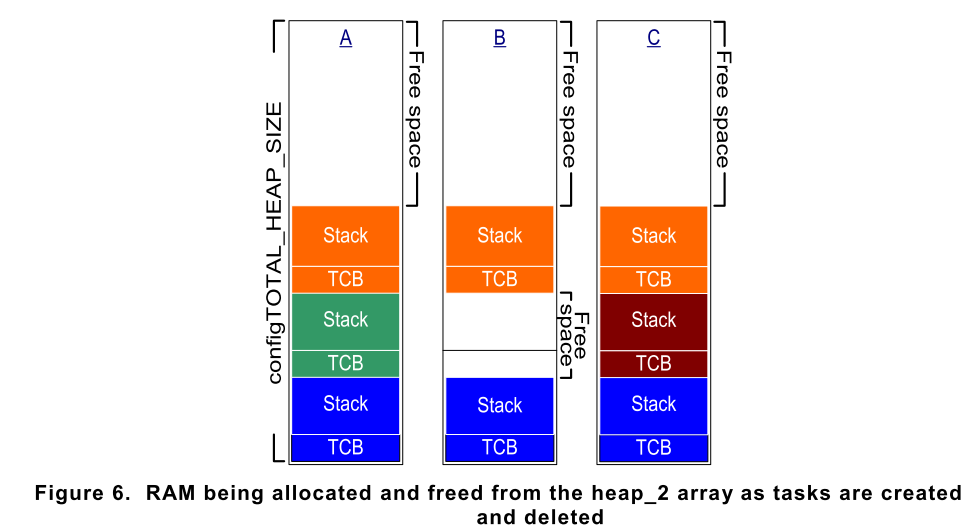 A
B
C
configTOTAL_HEAP_SIZE
Free space
Free space
Free space
Stack
Stack
Stack
TCB
TCB
TCB
Stack
Free
space
Stack
TCB
TCB
Stack
Stack
Stack
TCB
TCB
TCB
Figure 6. RAM being allocated and freed from the heap_2 array as tasks are created
and deleted